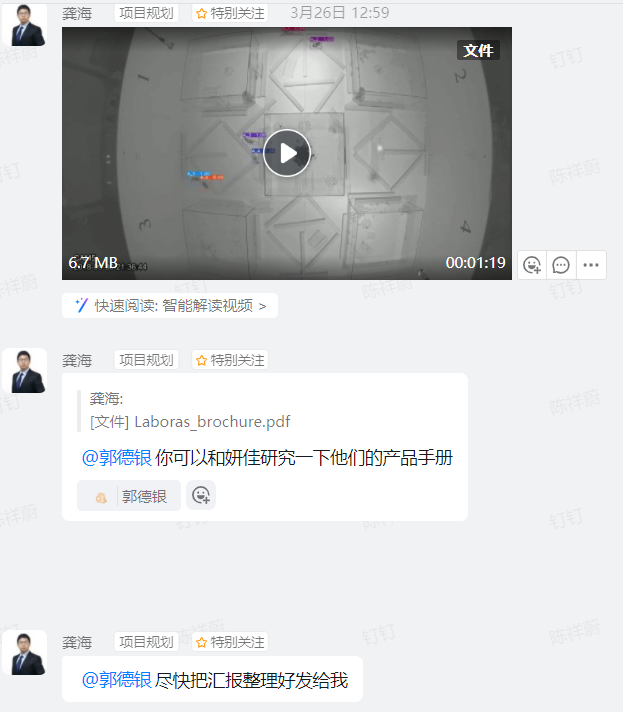 龚海 项目规划 特别关注 3月26日 12:59
文件
1
2
3
4
6.7 MB 00:01:19
快速阅读: 智能解读视频 >
龚海 项目规划 特别关注
龚海:
[文件] Laboras_brochure.pdf
@郭德银 你可以和妍佳研究一下他们的产品手册
郭德银
龚海 项目规划 特别关注
@郭德银 尽快把汇报整理好发给我
钉钉
陈祥蔚